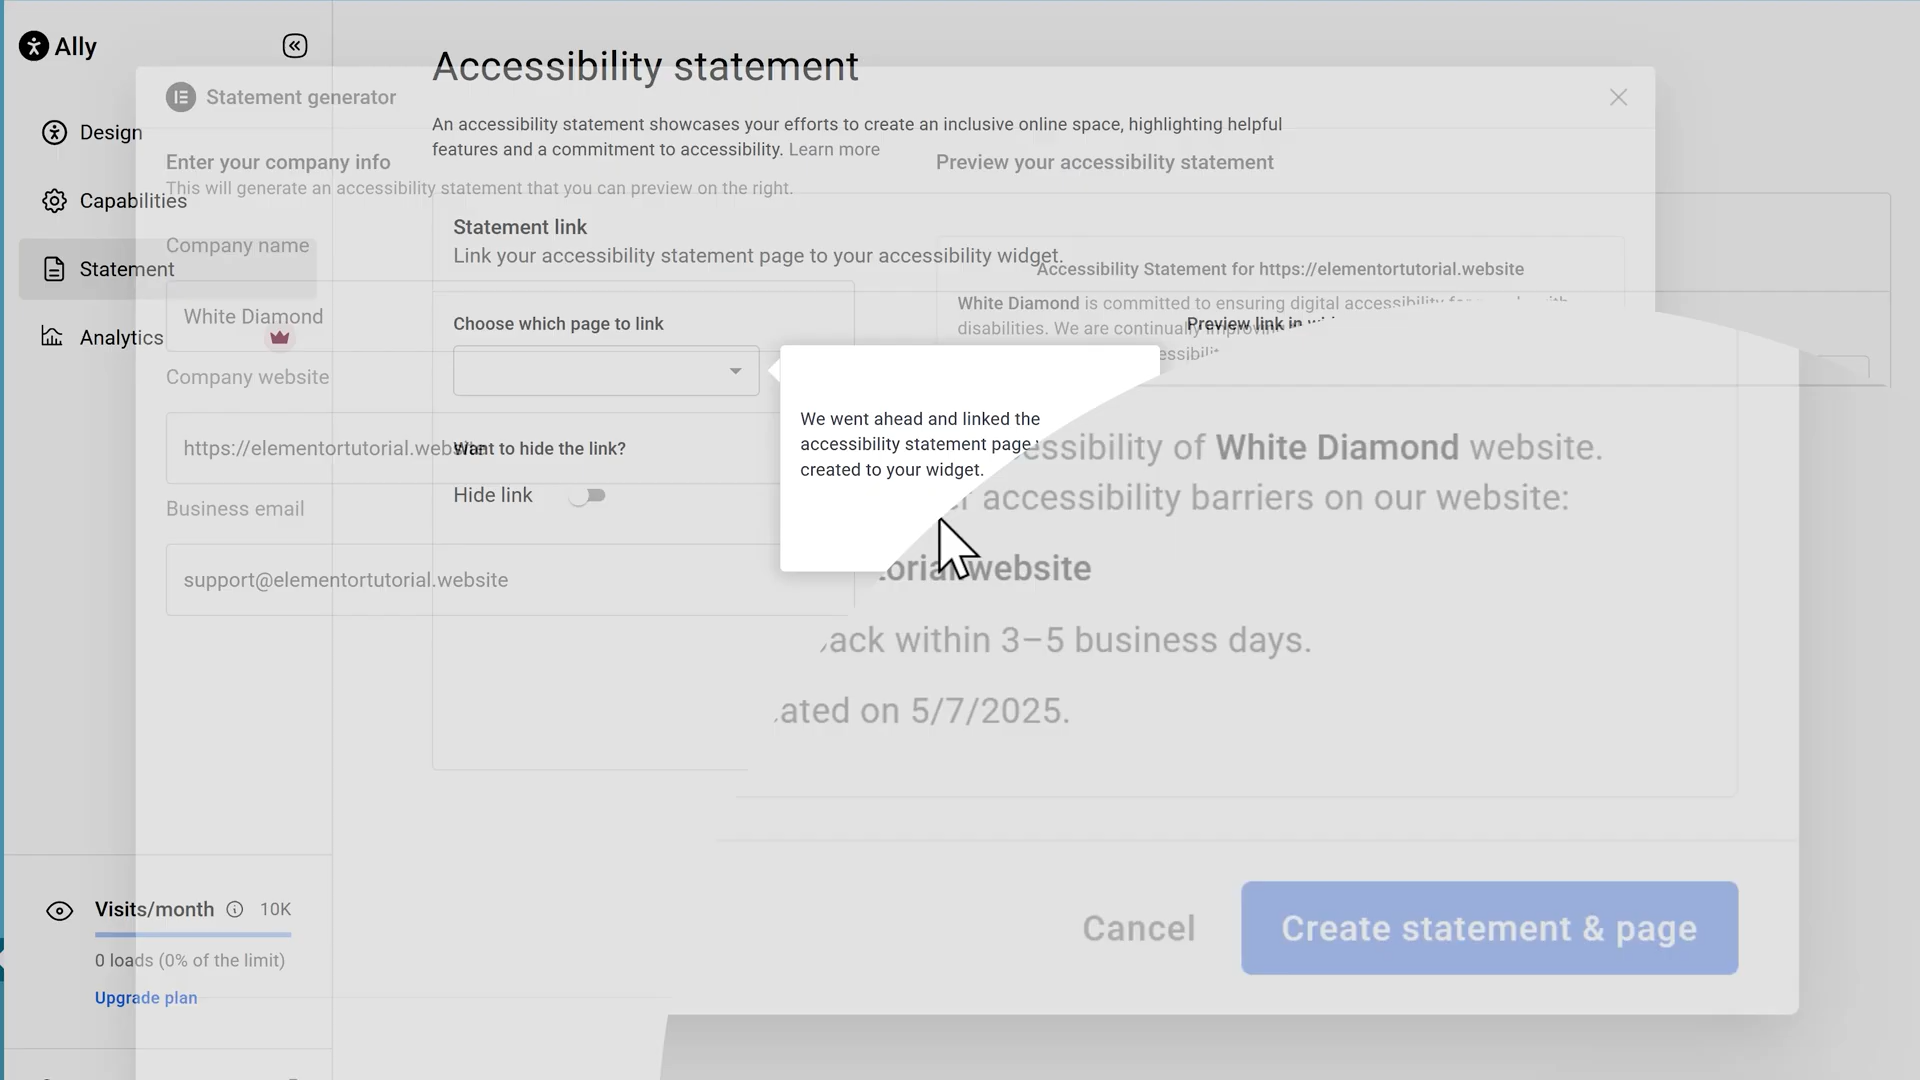 Ally
Design
Capabilities
Statement
Analytics
Visits/month
10K
0 loads (0% of the limit)
Upgrade plan
Accessibility statement
An accessibility statement showcases your efforts to create an inclusive online space, highlighting helpful
features and a commitment to accessibility. Learn more
Statement link
Link your accessibility statement page to your accessibility widget.
Choose which page to link
Want to hide the link?
Hide link
Preview link in
We went ahead and linked the
accessibility statement page
created to your widget.
Statement generator
Enter your company info
This will generate an accessibility statement that you can preview on the right.
Company name
White Diamond
Company website
https://elementortutorial.website
Business email
support@elementortutorial.website
Preview your accessibility statement
Accessibility Statement for https://elementortutorial.website
White Diamond is committed to ensuring digital accessibility
disabilities. We are continually
of White Diamond website.
accessibility barriers on our website:
website
within 3–5 business days.
on 5/7/2025.
Cancel
Create statement & page